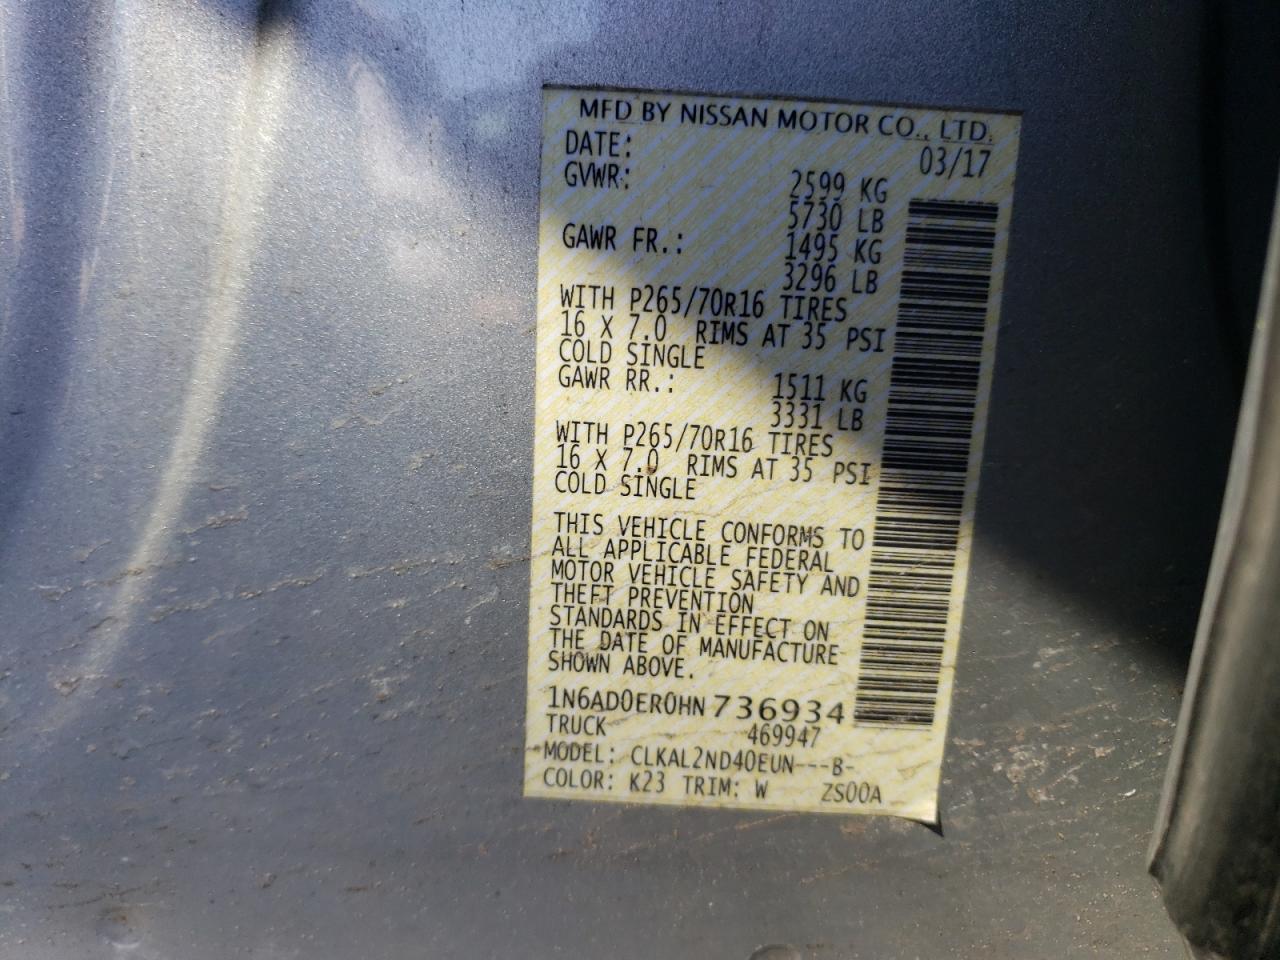 MFD BY NISSAN MOTOR CO., LTD.
DATE: 03/17
GVWR: 2599 KG
5730 LB
GAWR FR.: 1495 KG
3296 LB
WITH P265/70R16 TIRES
16 X 7.0 RIMS AT 35 PSI
COLD SINGLE
GAWR RR.: 1511 KG
3331 LB
WITH P265/70R16 TIRES
16 X 7.0 RIMS AT 35 PSI
COLD SINGLE
THIS VEHICLE CONFORMS TO
ALL APPLICABLE FEDERAL
MOTOR VEHICLE SAFETY AND
THEFT PREVENTION
STANDARDS IN EFFECT ON
THE DATE OF MANUFACTURE
SHOWN ABOVE.
1N6AD0ER0HN736934
TRUCK 469947
MODEL: CLKAL2ND40EUN---B-
COLOR: K23 TRIM: W ZS00A